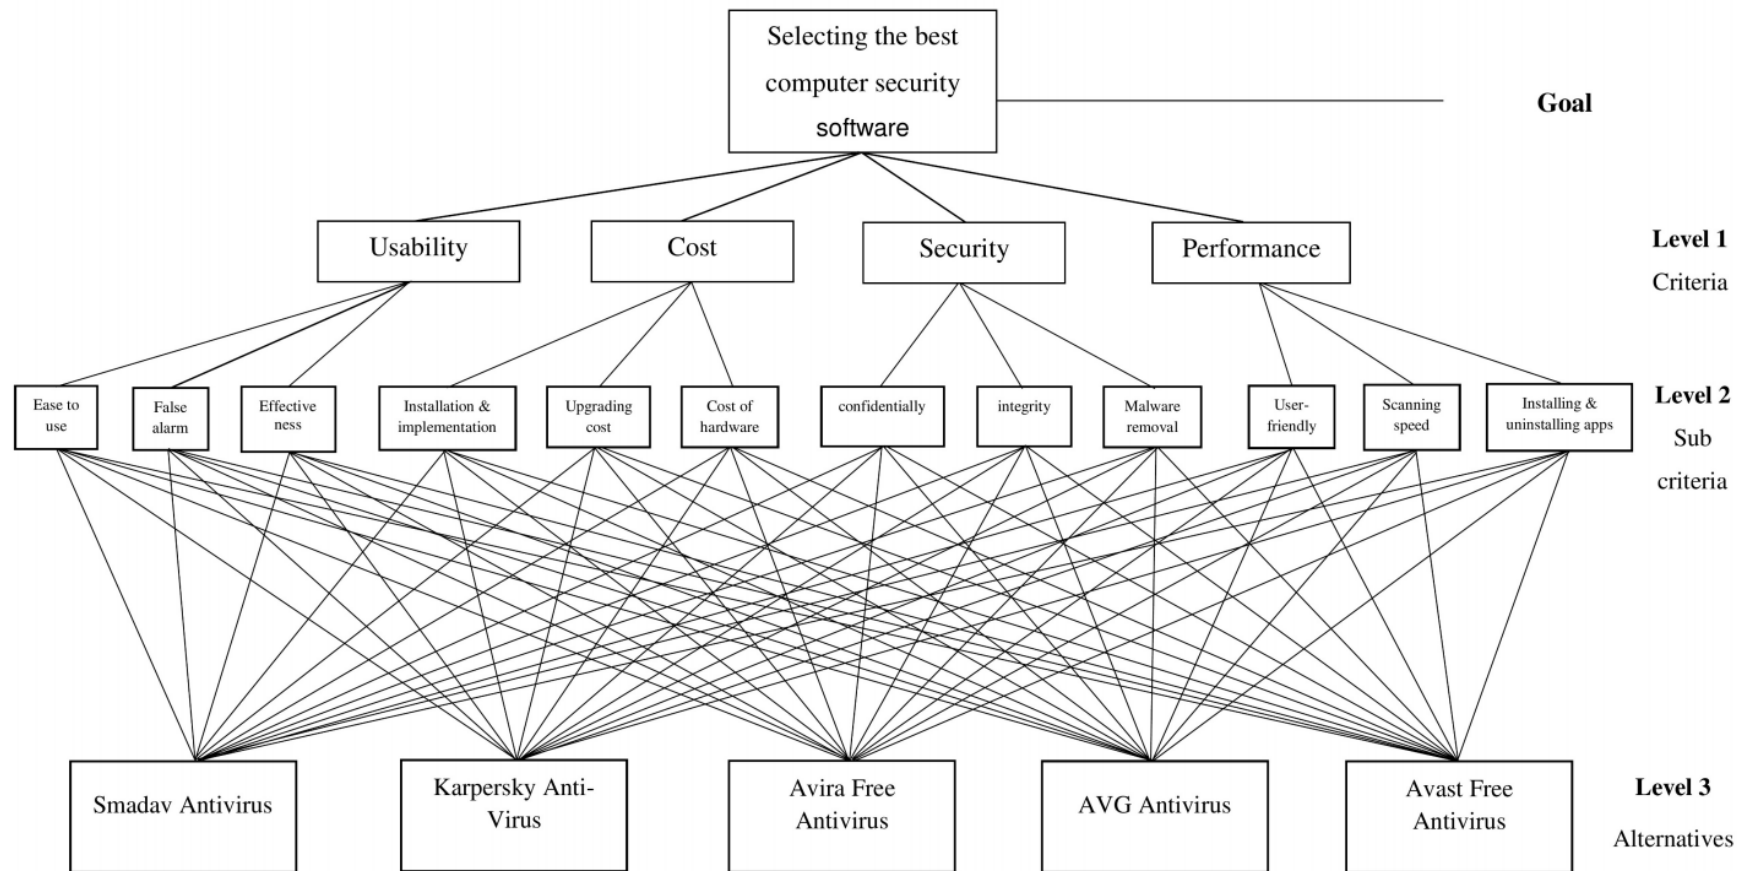 Selecting the best
computer security
software
Goal
Usability
Cost
Security
Performance
Level 1
Criteria
Ease to
use
False
alarm
Effective
ness
Installation &
implementation
Upgrading
cost
Cost of
hardware
confidentially
integrity
Malware
removal
User-
friendly
Scanning
speed
Installing &
uninstalling apps
Level 2
Sub
criteria
Smadav Antivirus
Karpersky Anti-
Virus
Avira Free
Antivirus
AVG Antivirus
Avast Free
Antivirus
Level 3
Alternatives